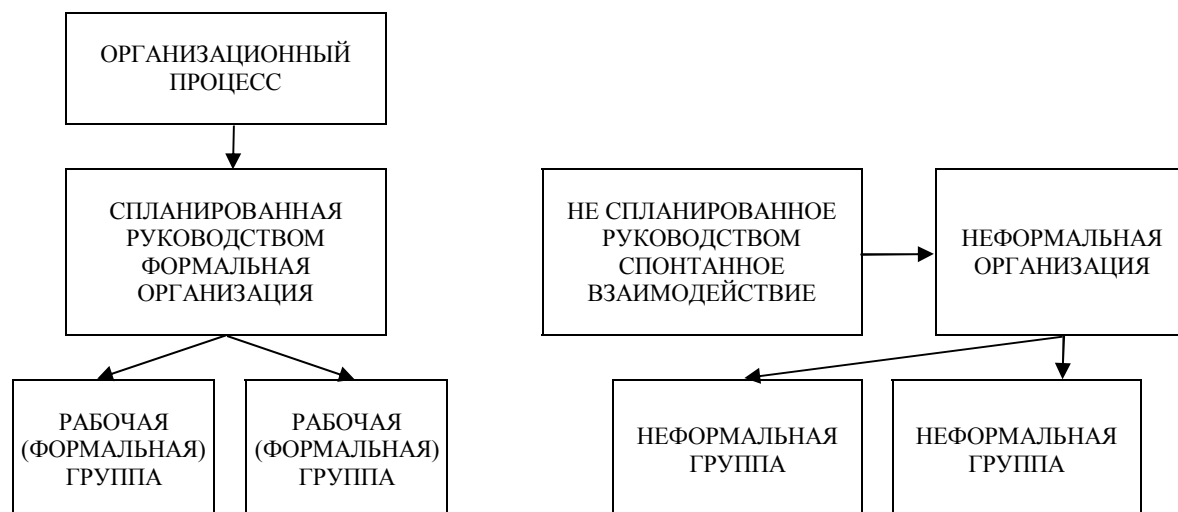 ОРГАНИЗАЦИОННЫЙ
ПРОЦЕСС
СПЛАНИРОВАННАЯ
РУКОВОДСТВОМ
ФОРМАЛЬНАЯ
ОРГАНИЗАЦИЯ
НЕ СПЛАНИРОВАННОЕ
РУКОВОДСТВОМ
СПОНТАННОЕ
ВЗАИМОДЕЙСТВИЕ
НЕФОРМАЛЬНАЯ
ОРГАНИЗАЦИЯ
РАБОЧАЯ
(ФОРМАЛЬНАЯ)
ГРУППА
РАБОЧАЯ
(ФОРМАЛЬНАЯ)
ГРУППА
НЕФОРМАЛЬНАЯ
ГРУППА
НЕФОРМАЛЬНАЯ
ГРУППА